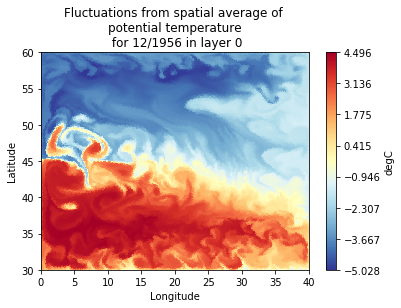 Fluctuations from spatial average of
potential temperature
for 12/1956 in layer 0
60
55
50
45
40
35
30
Latitude
0 5 10 15 20 25 30 35 40
Longitude
4.496
3.136
1.775
0.415
−0.946
−2.307
−3.667
−5.028
degC